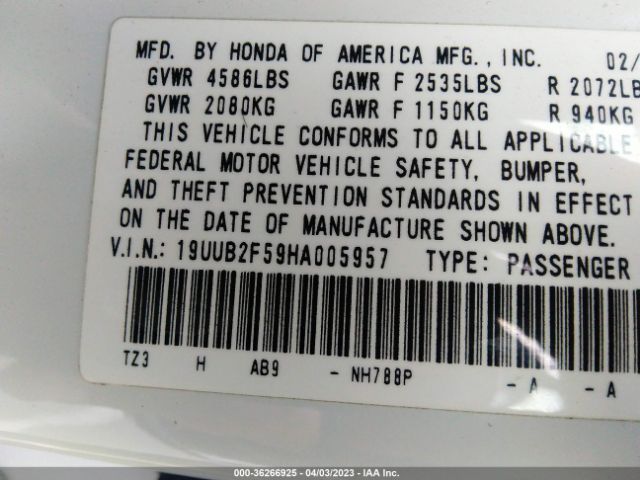 MFD. BY HONDA OF AMERICA MFG., INC. 02/
GVWR 4586LBS GAWR F 2535LBS R 2072LB
GVWR 2080KG GAWR F 1150KG R 940KG
THIS VEHICLE CONFORMS TO ALL APPLICABLE
FEDERAL MOTOR VEHICLE SAFETY, BUMPER,
AND THEFT PREVENTION STANDARDS IN EFFECT
ON THE DATE OF MANUFACTURE SHOWN ABOVE.
V.I.N.: 19UUB2F59HA005957 TYPE: PASSENGER
TZ3 H AB9 - NH788P - A - A
000-36266925 - 04/03/2023 - IAA Inc.